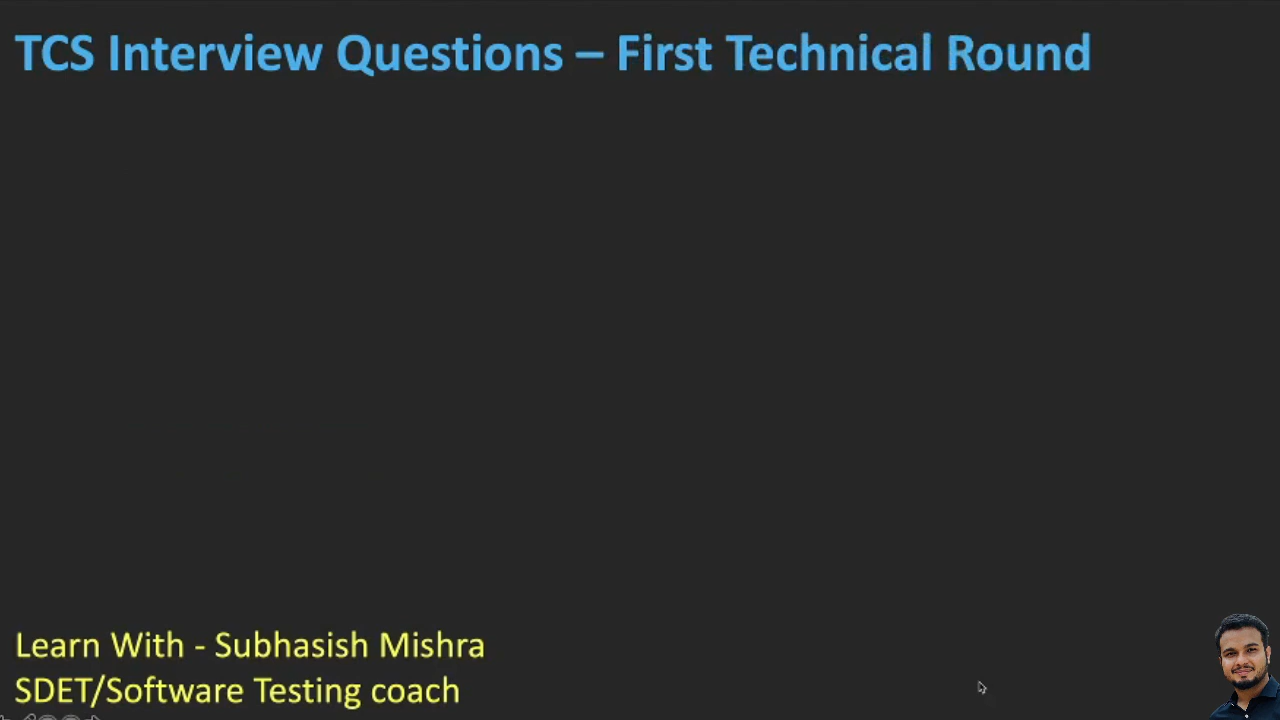 TCS Interview Questions – First Technical Round
Learn With - Subhasish Mishra
SDET/Software Testing coach